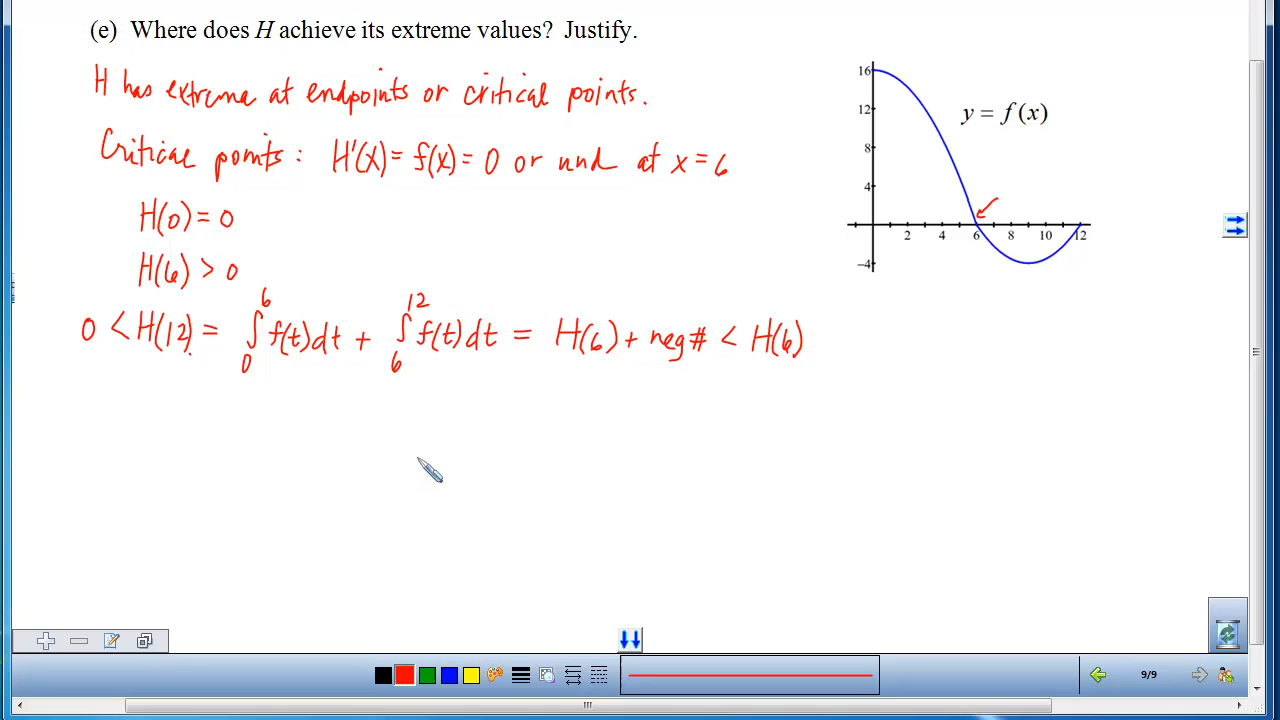 (e) Where does H achieve its extreme values? Justify.
H has extrema at endpoints or critical points.
Critical points: H'(x) = f(x) = 0 or und at x = 6
H(0) = 0
H(6) > 0
0 < H(12) = ∫₀⁶ f(t)dt + ∫₆¹² f(t)dt = H(6) + neg# < H(6)
16
12
8
4
-4
y = f(x)
2 4 6 8 10 12
9/9